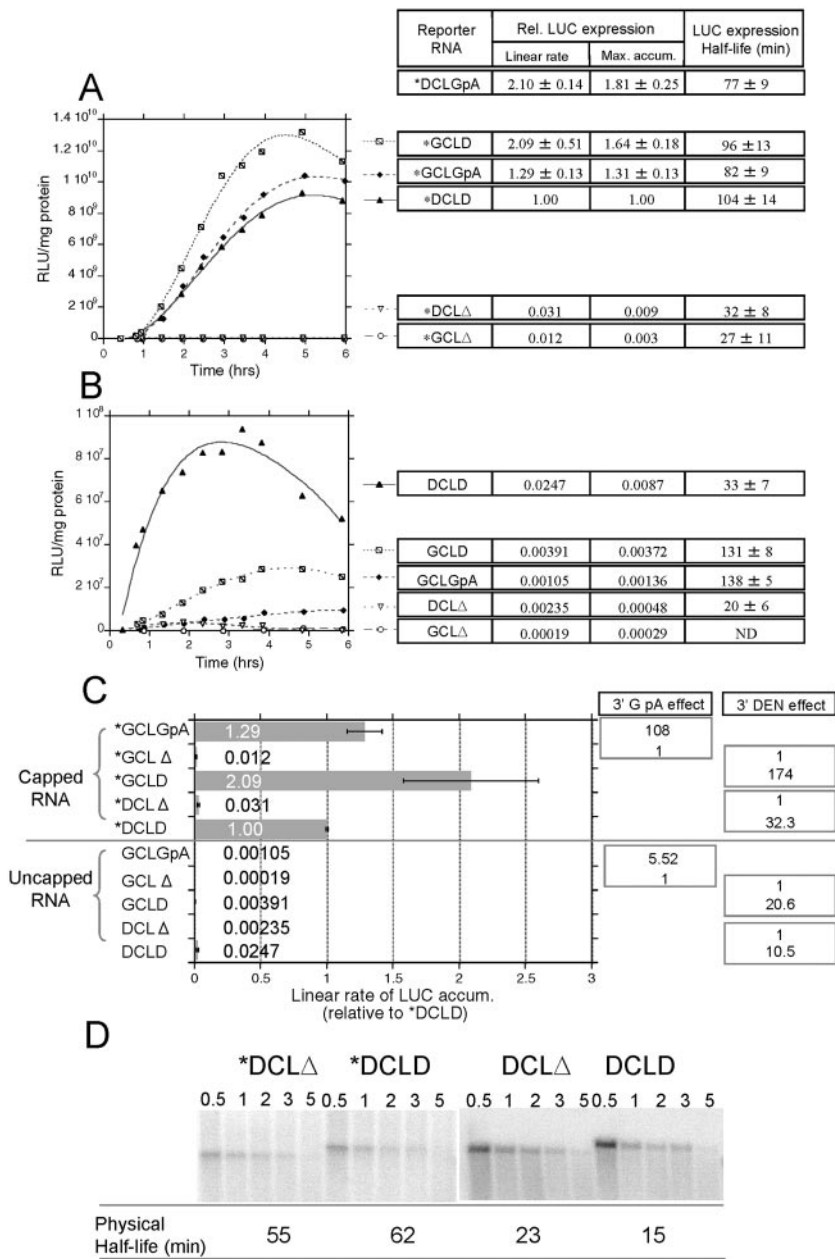 Reporter RNA | Rel. LUC expression | LUC expression Half-life (min)
Linear rate | Max. accum.
*DCLGpA | 2.10 ± 0.14 | 1.81 ± 0.25 | 77 ± 9
A
1.4 10^10
1.2 10^10
1 10^10
8 10^9
6 10^9
4 10^9
2 10^9
0
RLU/mg protein
0 1 2 3 4 5 6
Time (hrs)
*GCLD | 2.09 ± 0.51 | 1.64 ± 0.18 | 96 ±13
*GCLGpA | 1.29 ± 0.13 | 1.31 ± 0.13 | 82 ± 9
*DCLD | 1.00 | 1.00 | 104 ± 14
*DCL∆ | 0.031 | 0.009 | 32 ± 8
*GCL∆ | 0.012 | 0.003 | 27 ± 11
B
1 10^8
8 10^7
6 10^7
4 10^7
2 10^7
0
RLU/mg protein
0 1 2 3 4 5 6
Time (hrs)
DCLD | 0.0247 | 0.0087 | 33 ± 7
GCLD | 0.00391 | 0.00372 | 131 ± 8
GCLGpA | 0.00105 | 0.00136 | 138 ± 5
DCL∆ | 0.00235 | 0.00048 | 20 ± 6
GCL∆ | 0.00019 | 0.00029 | ND
C
3' G pA effect
3' DEN effect
Capped RNA
*GCLGpA 1.29 108
*GCL ∆ 0.012 1 1
*GCLD 2.09 174
*DCL ∆ 0.031 1
*DCLD 1.00 32.3
Uncapped RNA
GCLGpA 0.00105 5.52
GCL ∆ 0.00019 1 1
GCLD 0.00391 20.6
DCL ∆ 0.00235 1
DCLD 0.0247 10.5
0 0.5 1 1.5 2 2.5 3
Linear rate of LUC accum.
(relative to *DCLD)
D
*DCL∆ *DCLD DCL∆ DCLD
0.5 1 2 3 5 0.5 1 2 3 5 0.5 1 2 3 5 0.5 1 2 3 5
Physical Half-life (min) 55 62 23 15